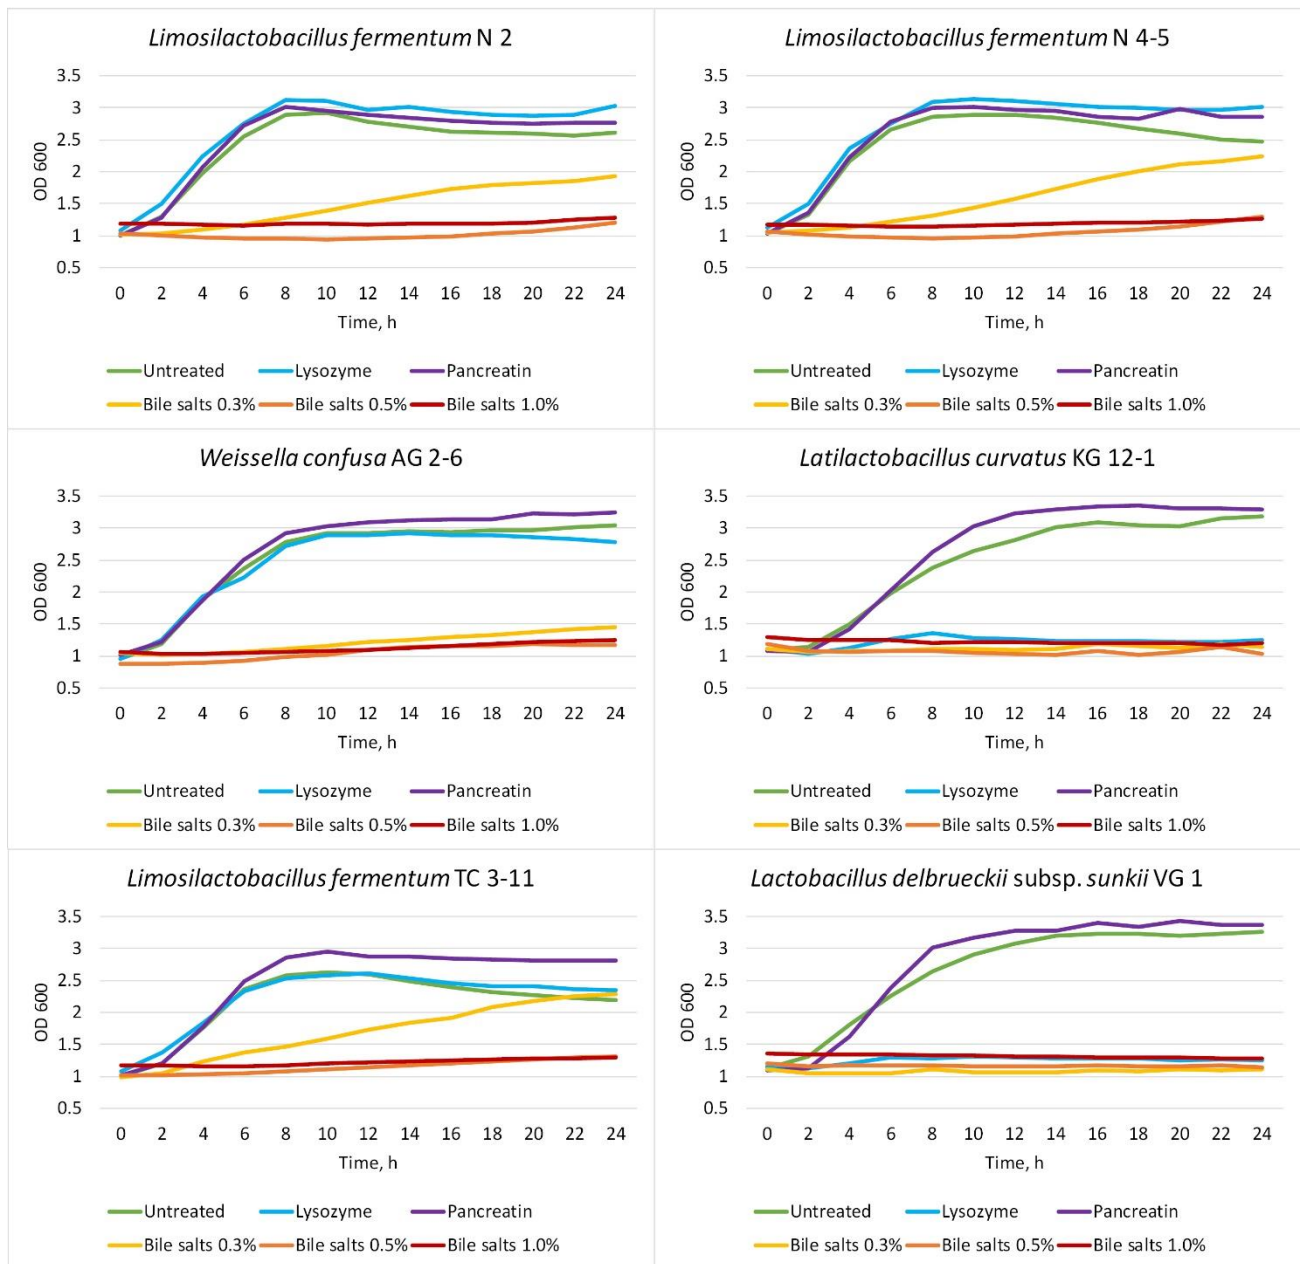 Limosilactobacillus fermentum N 2
3.5
3
2.5
2
1.5
1
0.5
OD 600
0 2 4 6 8 10 12 14 16 18 20 22 24
Time, h
Untreated Lysozyme Pancreatin
Bile salts 0.3% Bile salts 0.5% Bile salts 1.0%
Limosilactobacillus fermentum N 4-5
3.5
3
2.5
2
1.5
1
0.5
OD 600
0 2 4 6 8 10 12 14 16 18 20 22 24
Time, h
Untreated Lysozyme Pancreatin
Bile salts 0.3% Bile salts 0.5% Bile salts 1.0%
Weissella confusa AG 2-6
3.5
3
2.5
2
1.5
1
0.5
OD 600
0 2 4 6 8 10 12 14 16 18 20 22 24
Time, h
Untreated Lysozyme Pancreatin
Bile salts 0.3% Bile salts 0.5% Bile salts 1.0%
Latilactobacillus curvatus KG 12-1
3.5
3
2.5
2
1.5
1
0.5
OD 600
0 2 4 6 8 10 12 14 16 18 20 22 24
Time, h
Untreated Lysozyme Pancreatin
Bile salts 0.3% Bile salts 0.5% Bile salts 1.0%
Limosilactobacillus fermentum TC 3-11
3.5
3
2.5
2
1.5
1
0.5
OD 600
0 2 4 6 8 10 12 14 16 18 20 22 24
Time, h
Untreated Lysozyme Pancreatin
Bile salts 0.3% Bile salts 0.5% Bile salts 1.0%
Lactobacillus delbrueckii subsp. sunkii VG 1
3.5
3
2.5
2
1.5
1
0.5
OD 600
0 2 4 6 8 10 12 14 16 18 20 22 24
Time, h
Untreated Lysozyme Pancreatin
Bile salts 0.3% Bile salts 0.5% Bile salts 1.0%